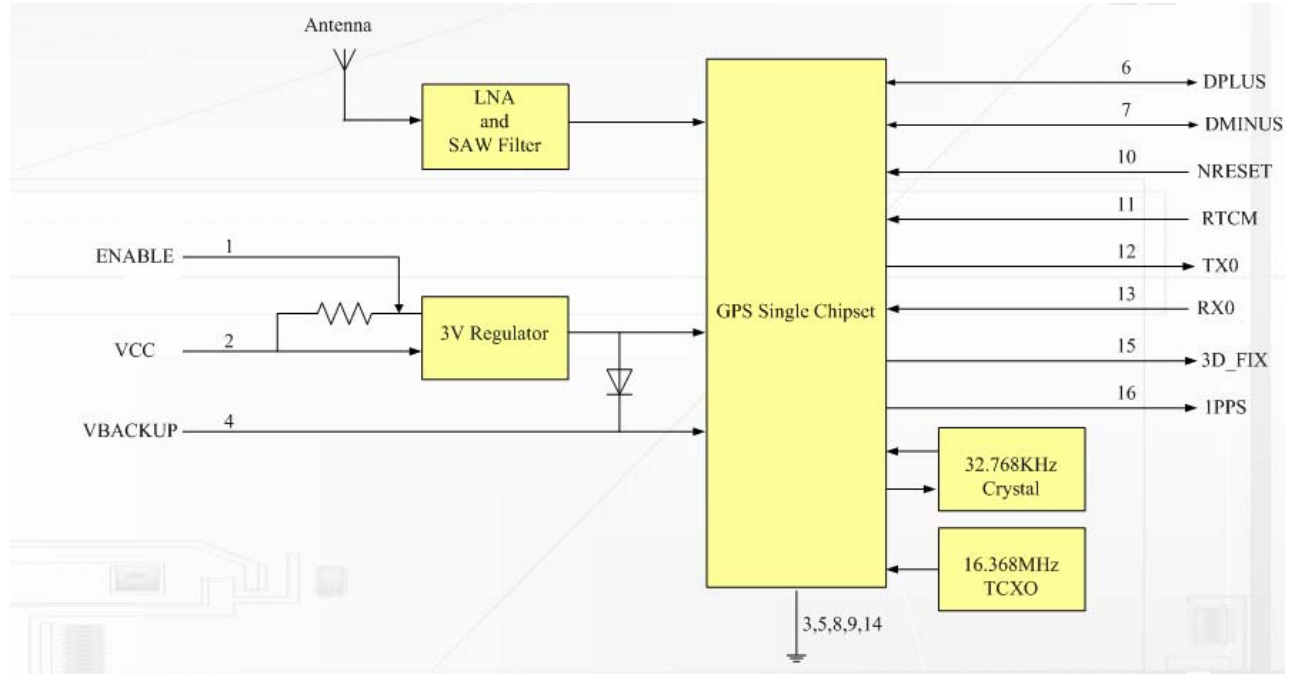 Antenna
LNA
and
SAW Filter
ENABLE
1
VCC
2
3V Regulator
VBACKUP
4
GPS Single Chipset
6
DPLUS
7
DMINUS
10
NRESET
11
RTCM
12
TX0
13
RX0
15
3D_FIX
16
1PPS
32.768KHz
Crystal
16.368MHz
TCXO
3,5,8,9,14